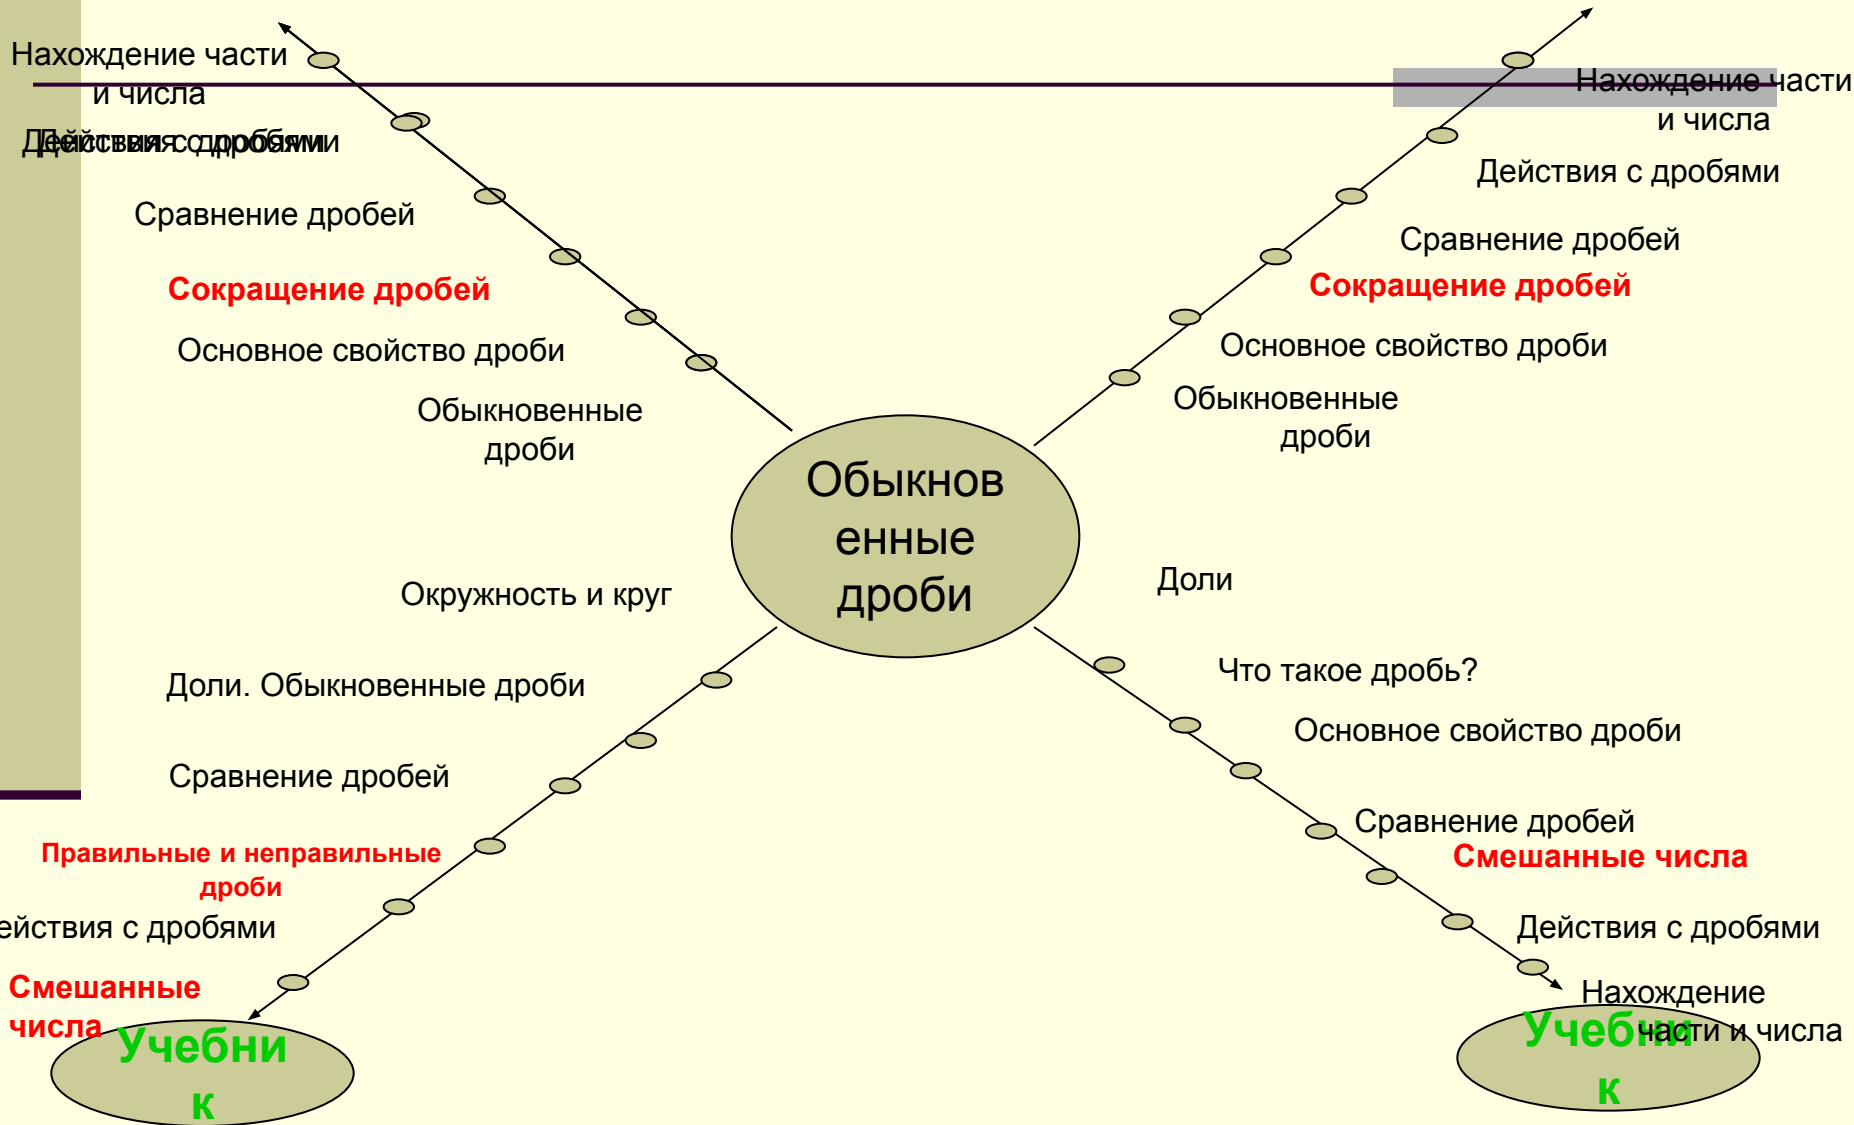 Нахождение части
и числа
Действия с дробями
Действия с дробями
Сравнение дробей
Сокращение дробей
Основное свойство дроби
Обыкновенные
дроби
Нахождение части
и числа
Действия с дробями
Сравнение дробей
Сокращение дробей
Основное свойство дроби
Обыкновенные
дроби
Обыкнов
енные
дроби
Окружность и круг
Доли. Обыкновенные дроби
Сравнение дробей
Правильные и неправильные
дроби
ействия с дробями
Смешанные
числа
Учебни
к
Доли
Что такое дробь?
Основное свойство дроби
Сравнение дробей
Смешанные числа
Действия с дробями
Нахождение
части и числа
Учебни
к